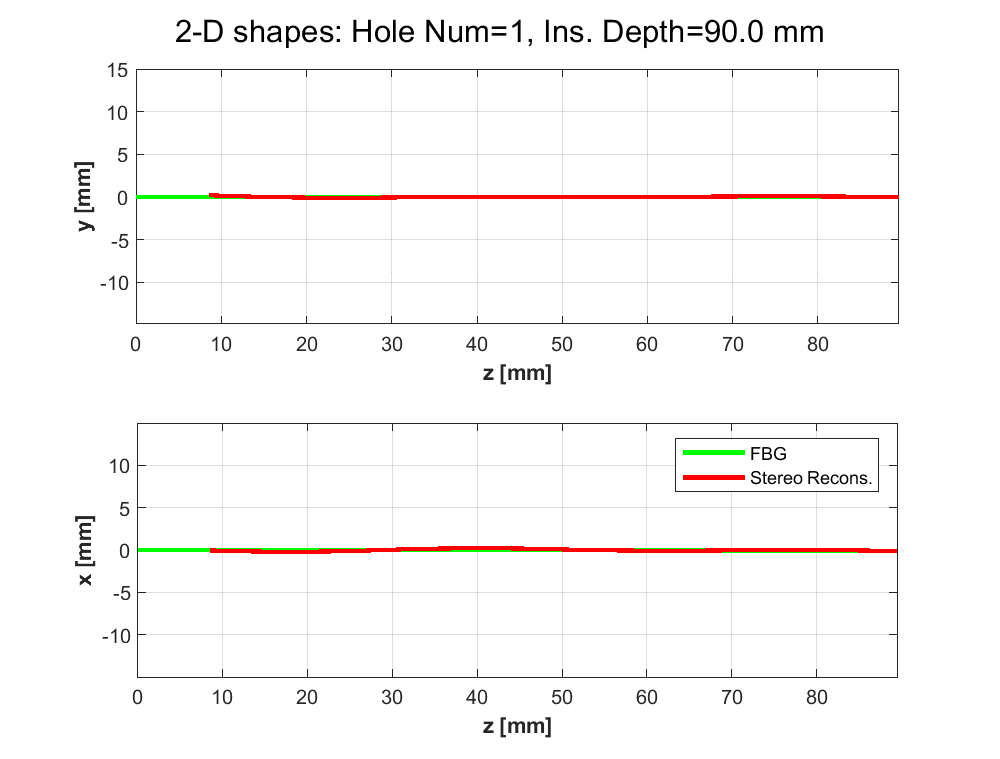 2-D shapes: Hole Num=1, Ins. Depth=90.0 mm
15
10
5
0
-5
-10
y [mm]
0 10 20 30 40 50 60 70 80
z [mm]
10
5
0
-5
-10
x [mm]
FBG
Stereo Recons.
0 10 20 30 40 50 60 70 80
z [mm]